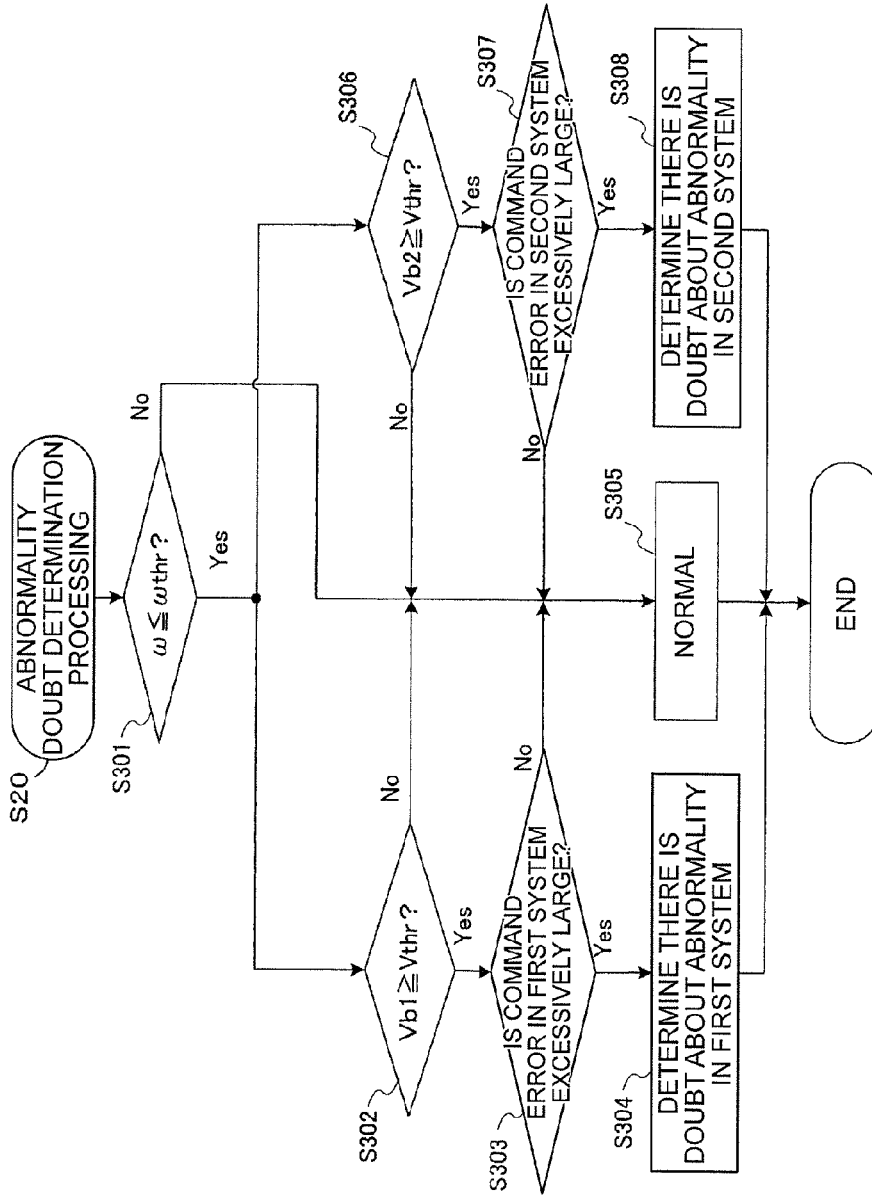 S20
ABNORMALITY
DOUBT DETERMINATION
PROCESSING
S301
ω≦ωthr?
No
Yes
S302
Vb1≧Vthr?
No
Yes
S306
Vb2≧Vthr?
No
Yes
S303
IS COMMAND
ERROR IN FIRST SYSTEM
EXCESSIVELY LARGE?
No
Yes
S307
IS COMMAND
ERROR IN SECOND SYSTEM
EXCESSIVELY LARGE?
No
Yes
S304
DETERMINE THERE IS
DOUBT ABOUT ABNORMALITY
IN FIRST SYSTEM
S305
NORMAL
S308
DETERMINE THERE IS
DOUBT ABOUT ABNORMALITY
IN SECOND SYSTEM
END